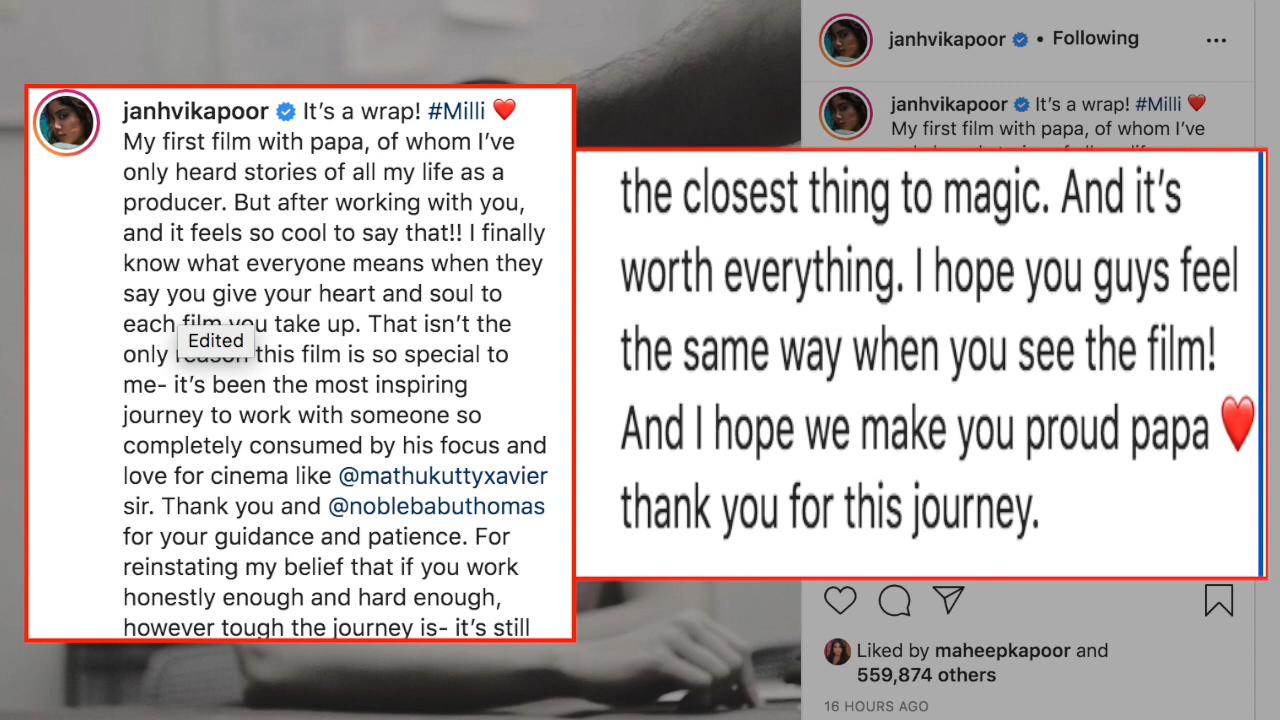 janhvikapoor • Following
janhvikapoor It's a wrap! #Milli ❤️
My first film with papa, of whom I've
janhvikapoor It's a wrap! #Milli ❤️
My first film with papa, of whom I've
only heard stories of all my life as a
producer. But after working with you,
and it feels so cool to say that!! I finally
know what everyone means when they
say you give your heart and soul to
each film you take up. That isn't the
Edited
only reason this film is so special to
me- it's been the most inspiring
journey to work with someone so
completely consumed by his focus and
love for cinema like @mathukuttyxavier
sir. Thank you and @noblebabuthomas
for your guidance and patience. For
reinstating my belief that if you work
honestly enough and hard enough,
however tough the journey is- it's still
the closest thing to magic. And it's
worth everything. I hope you guys feel
the same way when you see the film!
And I hope we make you proud papa ❤️
thank you for this journey.
Liked by maheepkapoor and
559,874 others
16 HOURS AGO